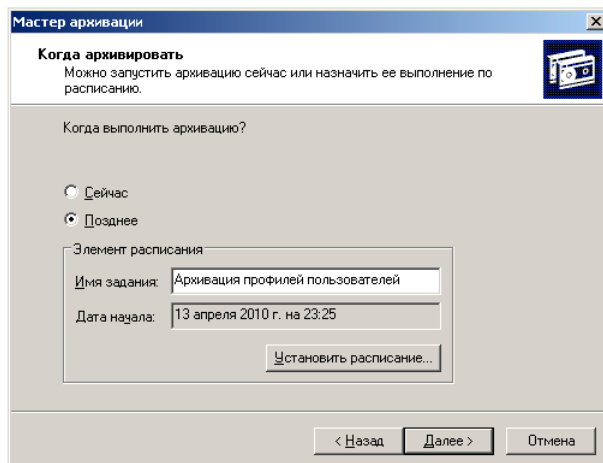 Мастер архивации
Когда архивировать
Можно запустить архивацию сейчас или назначить ее выполнение по
расписанию.
Когда выполнить архивацию?
Сейчас
Позднее
Элемент расписания
Имя задания: Архивация профилей пользователей
Дата начала: 13 апреля 2010 г. на 23:25
Установить расписание...
< Назад Далее > Отмена